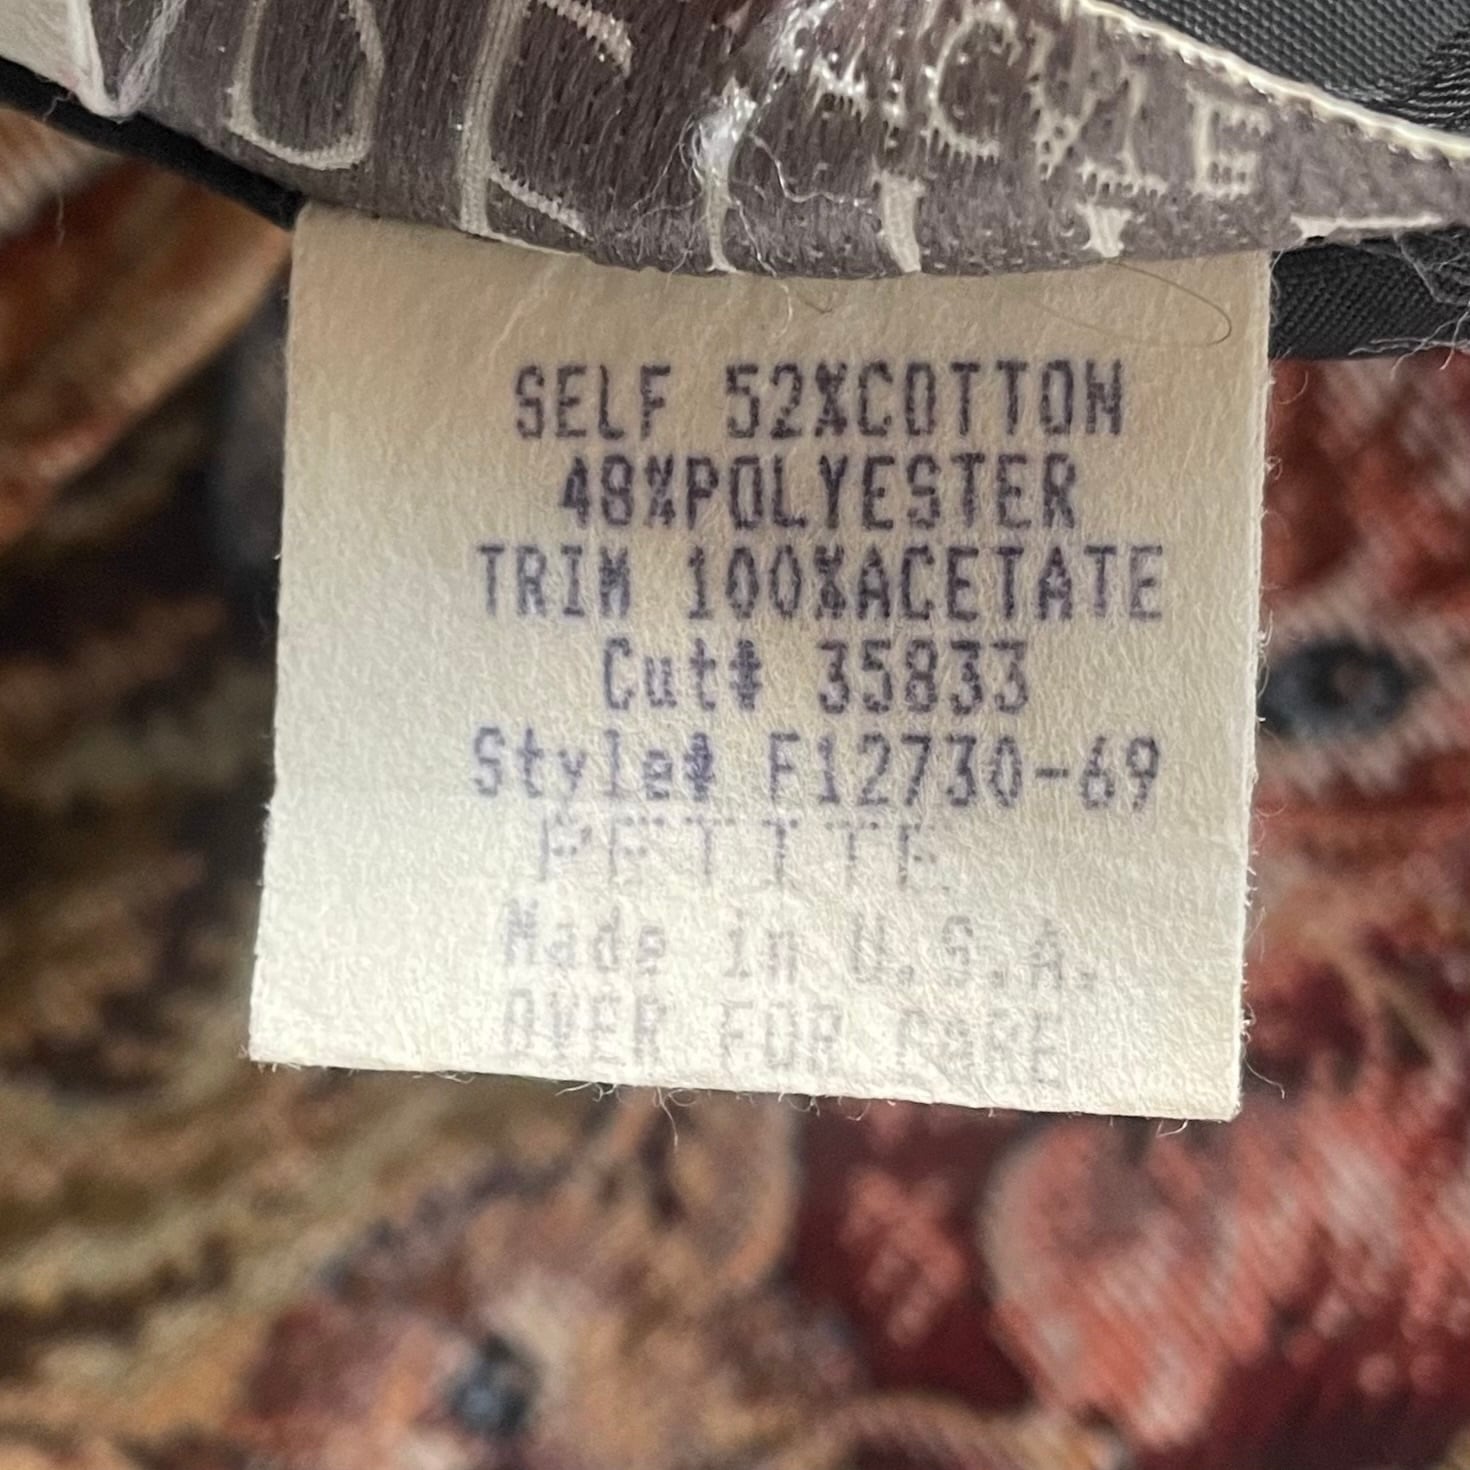 SELF 52%COTTON
48%POLYESTER
TRIM 100%ACETATE
Cut# 35833
Style# F12730-69
PETITE
Made in U.S.A.
OVER FOR CARE